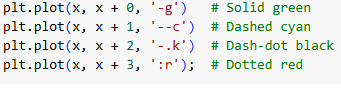 plt.plot(x, x + 0, '-g')   # Solid green
plt.plot(x, x + 1, '--c')  # Dashed cyan
plt.plot(x, x + 2, '-.k')  # Dash-dot black
plt.plot(x, x + 3, ':r');  # Dotted red